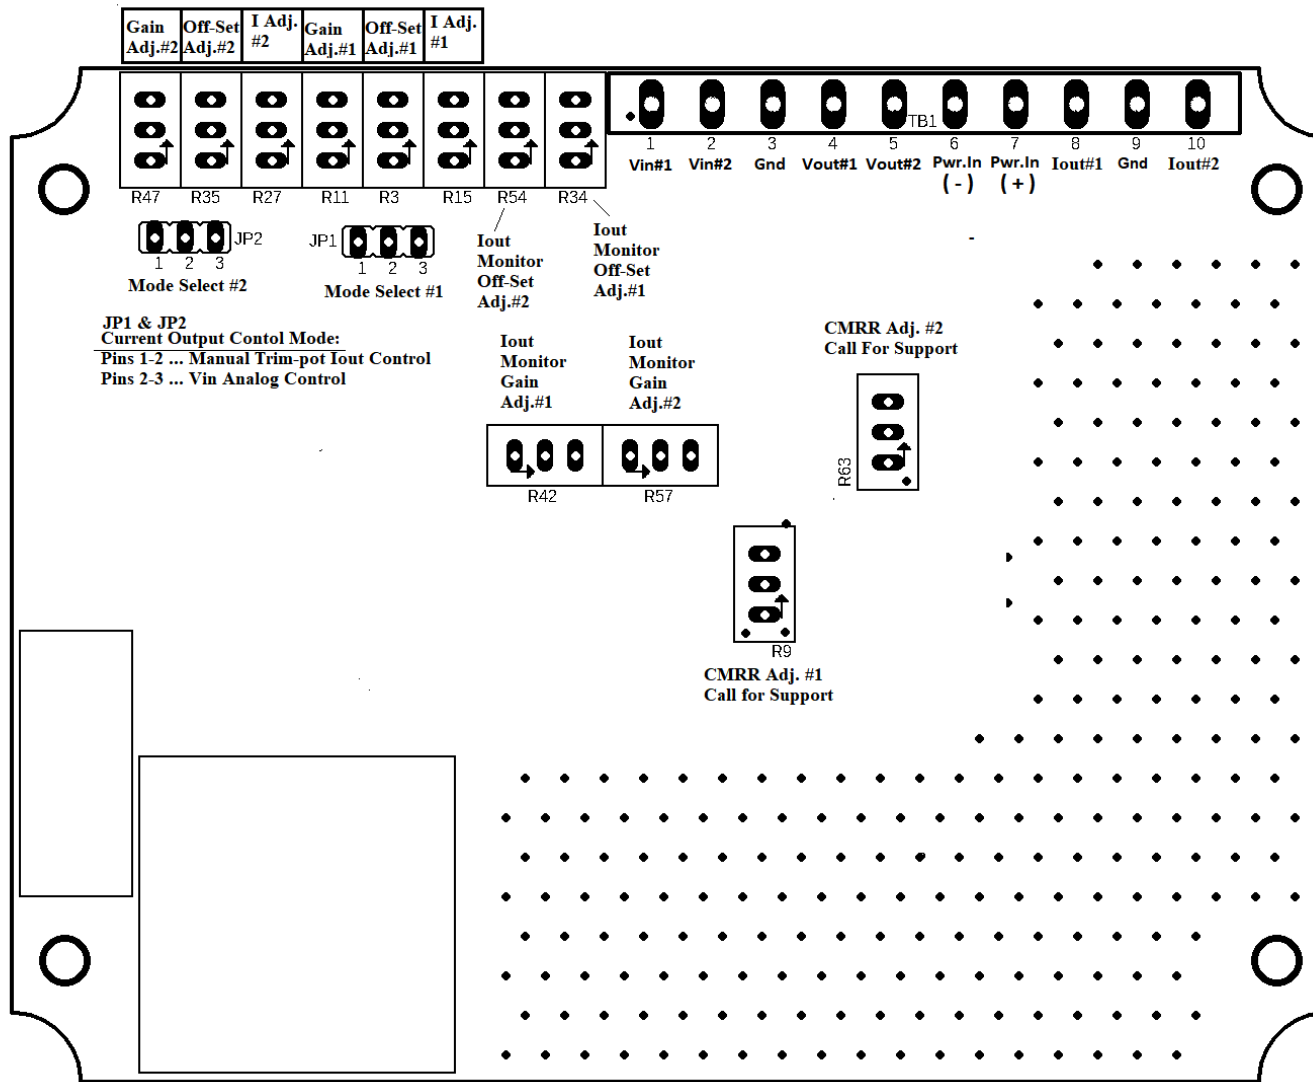 Gain Adj.#2
Off-Set Adj.#2
I Adj. #2
Gain Adj.#1
Off-Set Adj.#1
I Adj. #1
TB1
1 2 3 4 5 6 7 8 9 10
Vin#1 Vin#2 Gnd Vout#1 Vout#2 Pwr.In Pwr.In Iout#1 Gnd Iout#2
( - ) ( + )
R47 R35 R27 R11 R3 R15 R54 R34
JP2
1 2 3
Mode Select #2
JP1
1 2 3
Mode Select #1
Iout
Monitor
Off-Set
Adj.#2
Iout
Monitor
Off-Set
Adj.#1
-
JP1 & JP2
Current Output Contol Mode:
Pins 1-2 ... Manual Trim-pot Iout Control
Pins 2-3 ... Vin Analog Control
Iout
Monitor
Gain
Adj.#1
Iout
Monitor
Gain
Adj.#2
CMRR Adj. #2
Call For Support
R42 R57
R63
R9
CMRR Adj. #1
Call for Support